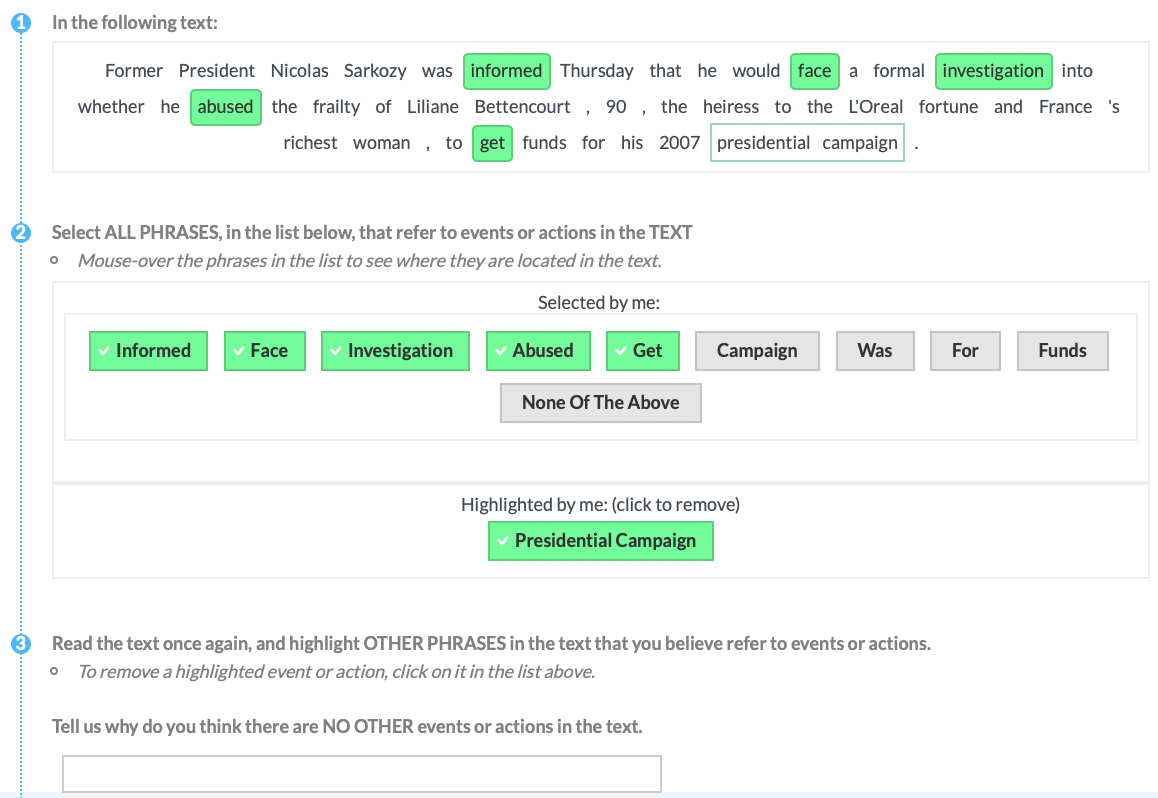 1 In the following text:
Former President Nicolas Sarkozy was informed Thursday that he would face a formal investigation into
whether he abused the frailty of Liliane Bettencourt , 90 , the heiress to the L'Oreal fortune and France 's
richest woman , to get funds for his 2007 presidential campaign .
2 Select ALL PHRASES, in the list below, that refer to events or actions in the TEXT
Mouse-over the phrases in the list to see where they are located in the text.
Selected by me:
Informed Face Investigation Abused Get Campaign Was For Funds
None Of The Above
Highlighted by me: (click to remove)
Presidential Campaign
3 Read the text once again, and highlight OTHER PHRASES in the text that you believe refer to events or actions.
To remove a highlighted event or action, click on it in the list above.
Tell us why do you think there are NO OTHER events or actions in the text.